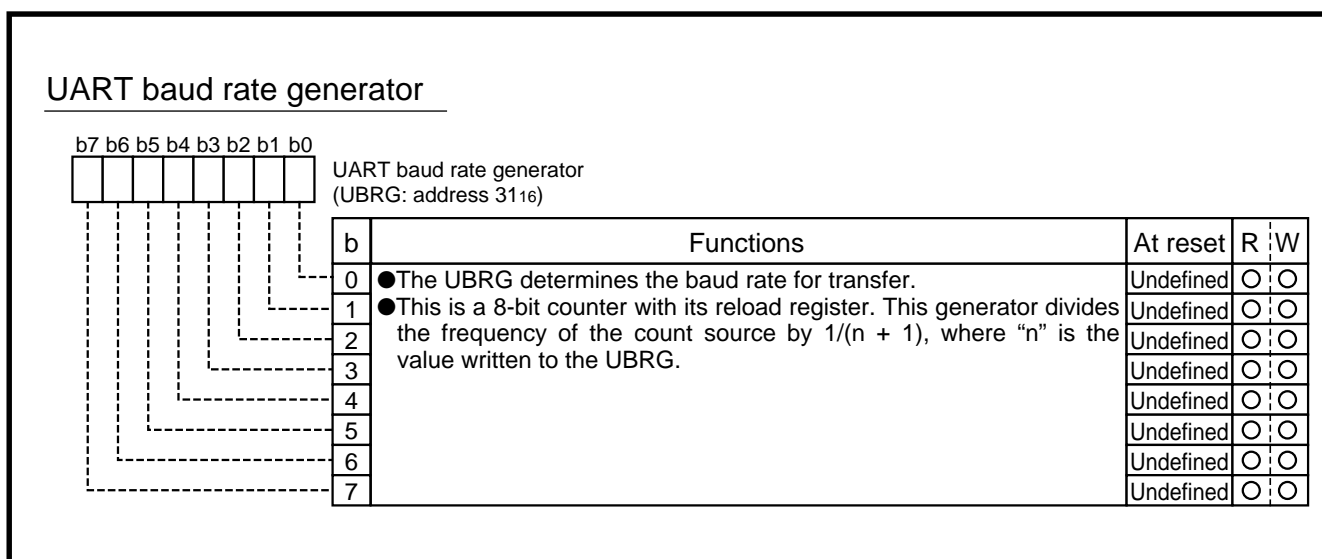 UART baud rate generator
b7 b6 b5 b4 b3 b2 b1 b0
UART baud rate generator
(UBRG: address 3116)
b Functions At reset R W
0 ●The UBRG determines the baud rate for transfer. Undefined ○ ○
1 ●This is a 8-bit counter with its reload register. This generator divides Undefined ○ ○
2 the frequency of the count source by 1/(n + 1), where “n” is the Undefined ○ ○
3 value written to the UBRG. Undefined ○ ○
4 Undefined ○ ○
5 Undefined ○ ○
6 Undefined ○ ○
7 Undefined ○ ○